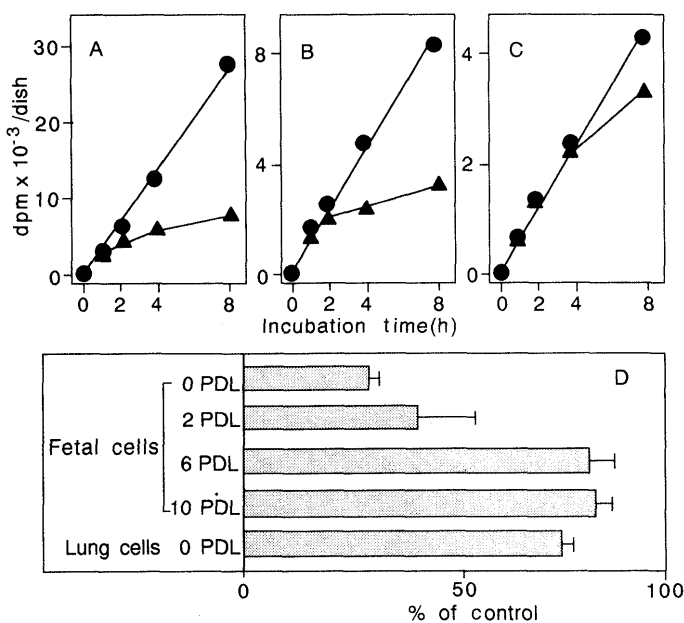 A
B
C
dpm x 10⁻³/dish
30
20
10
0
8
4
0
4
2
0
0 2 4 8
0 2 4 8
0 2 4 8
Incubation time(h)
D
Fetal cells
0 PDL
2 PDL
6 PDL
10 PDL
Lung cells 0 PDL
0 50 100
% of control